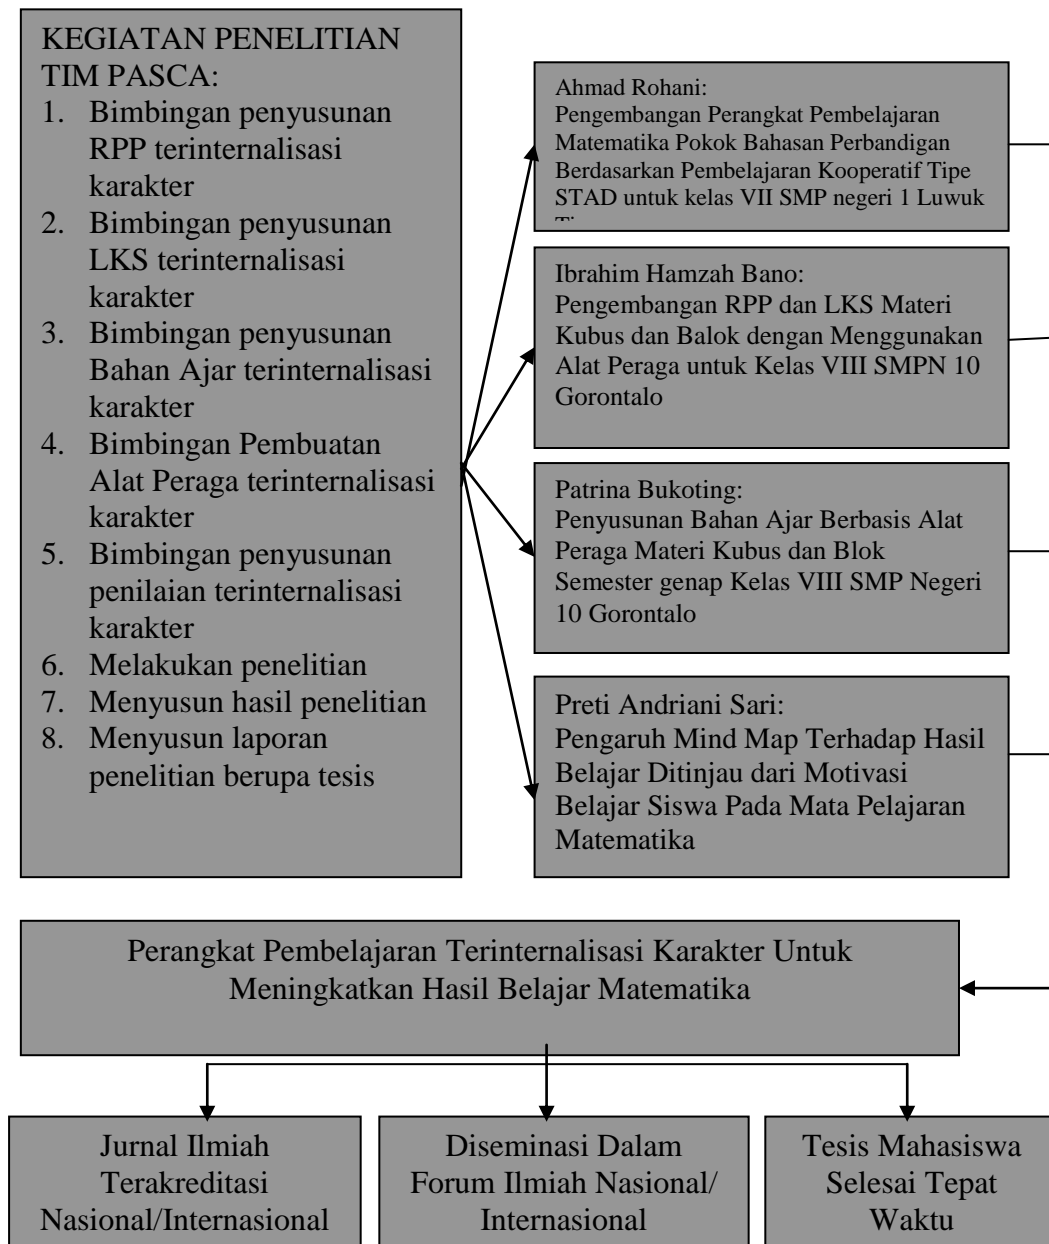 KEGIATAN PENELITIAN
TIM PASCA:
1. Bimbingan penyusunan
RPP terinternalisasi
karakter
2. Bimbingan penyusunan
LKS terinternalisasi
karakter
3. Bimbingan penyusunan
Bahan Ajar terinternalisasi
karakter
4. Bimbingan Pembuatan
Alat Peraga terinternalisasi
karakter
5. Bimbingan penyusunan
penilaian terinternalisasi
karakter
6. Melakukan penelitian
7. Menyusun hasil penelitian
8. Menyusun laporan
penelitian berupa tesis
Ahmad Rohani:
Pengembangan Perangkat Pembelajaran
Matematika Pokok Bahasan Perbandigan
Berdasarkan Pembelajaran Kooperatif Tipe
STAD untuk kelas VII SMP negeri 1 Luwuk
Ibrahim Hamzah Bano:
Pengembangan RPP dan LKS Materi
Kubus dan Balok dengan Menggunakan
Alat Peraga untuk Kelas VIII SMPN 10
Gorontalo
Patrina Bukoting:
Penyusunan Bahan Ajar Berbasis Alat
Peraga Materi Kubus dan Blok
Semester genap Kelas VIII SMP Negeri
10 Gorontalo
Preti Andriani Sari:
Pengaruh Mind Map Terhadap Hasil
Belajar Ditinjau dari Motivasi
Belajar Siswa Pada Mata Pelajaran
Matematika
Perangkat Pembelajaran Terinternalisasi Karakter Untuk
Meningkatkan Hasil Belajar Matematika
Jurnal Ilmiah
Terakreditasi
Nasional/Internasional
Diseminasi Dalam
Forum Ilmiah Nasional/
Internasional
Tesis Mahasiswa
Selesai Tepat
Waktu